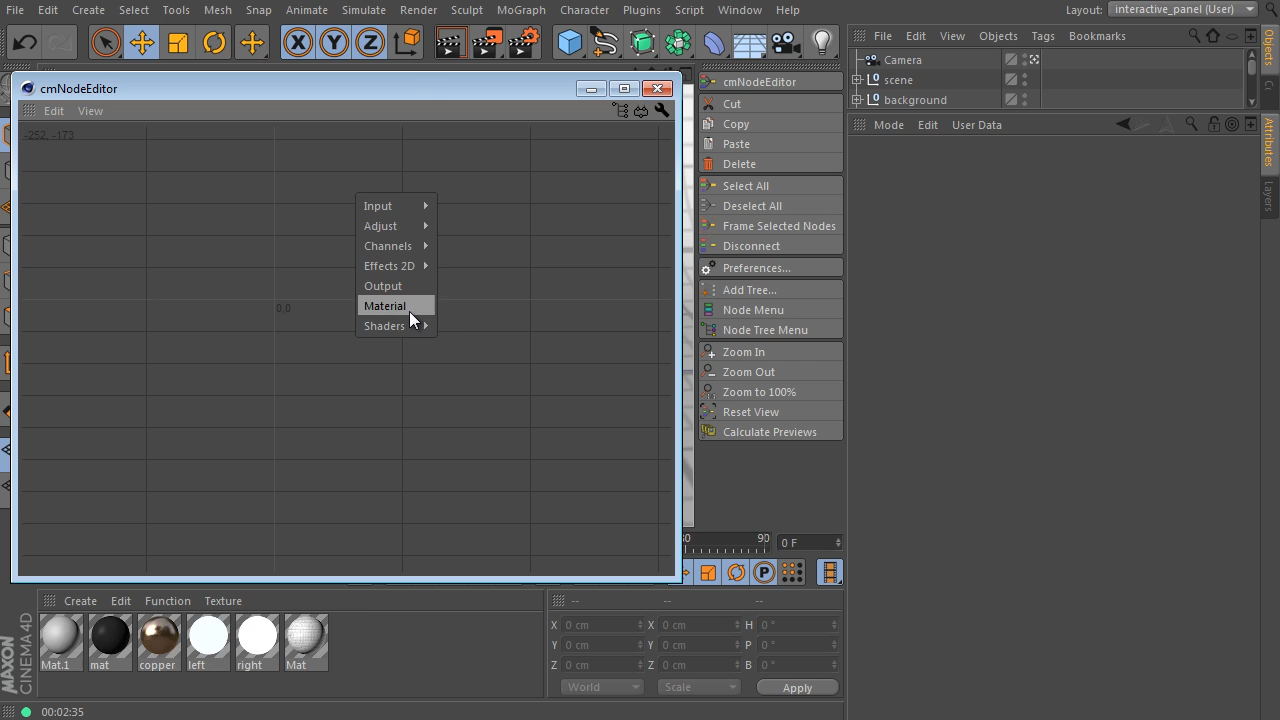 File Edit Create Select Tools Mesh Snap Animate Simulate Render Sculpt MoGraph Character Plugins Script Window Help Layout: interactive_panel (User)
X Y Z
File Edit View Objects Tags Bookmarks
Camera
scene
background
Objects
Mode Edit User Data
Attributes
Layers
cmNodeEditor
Edit View
-252, -173
0,0
Input
Adjust
Channels
Effects 2D
Output
Material
Shaders
cmNodeEditor
Cut
Copy
Paste
Delete
Select All
Deselect All
Frame Selected Nodes
Disconnect
Preferences...
Add Tree...
Node Menu
Node Tree Menu
Zoom In
Zoom Out
Zoom to 100%
Reset View
Calculate Previews
90 0 F
P
Create Edit Function Texture
Mat.1 mat copper left right Mat
-- -- --
X 0 cm X 0 cm H 0 °
Y 0 cm Y 0 cm P 0 °
Z 0 cm Z 0 cm B 0 °
World Scale Apply
MAXON
CINEMA 4D
00:02:35